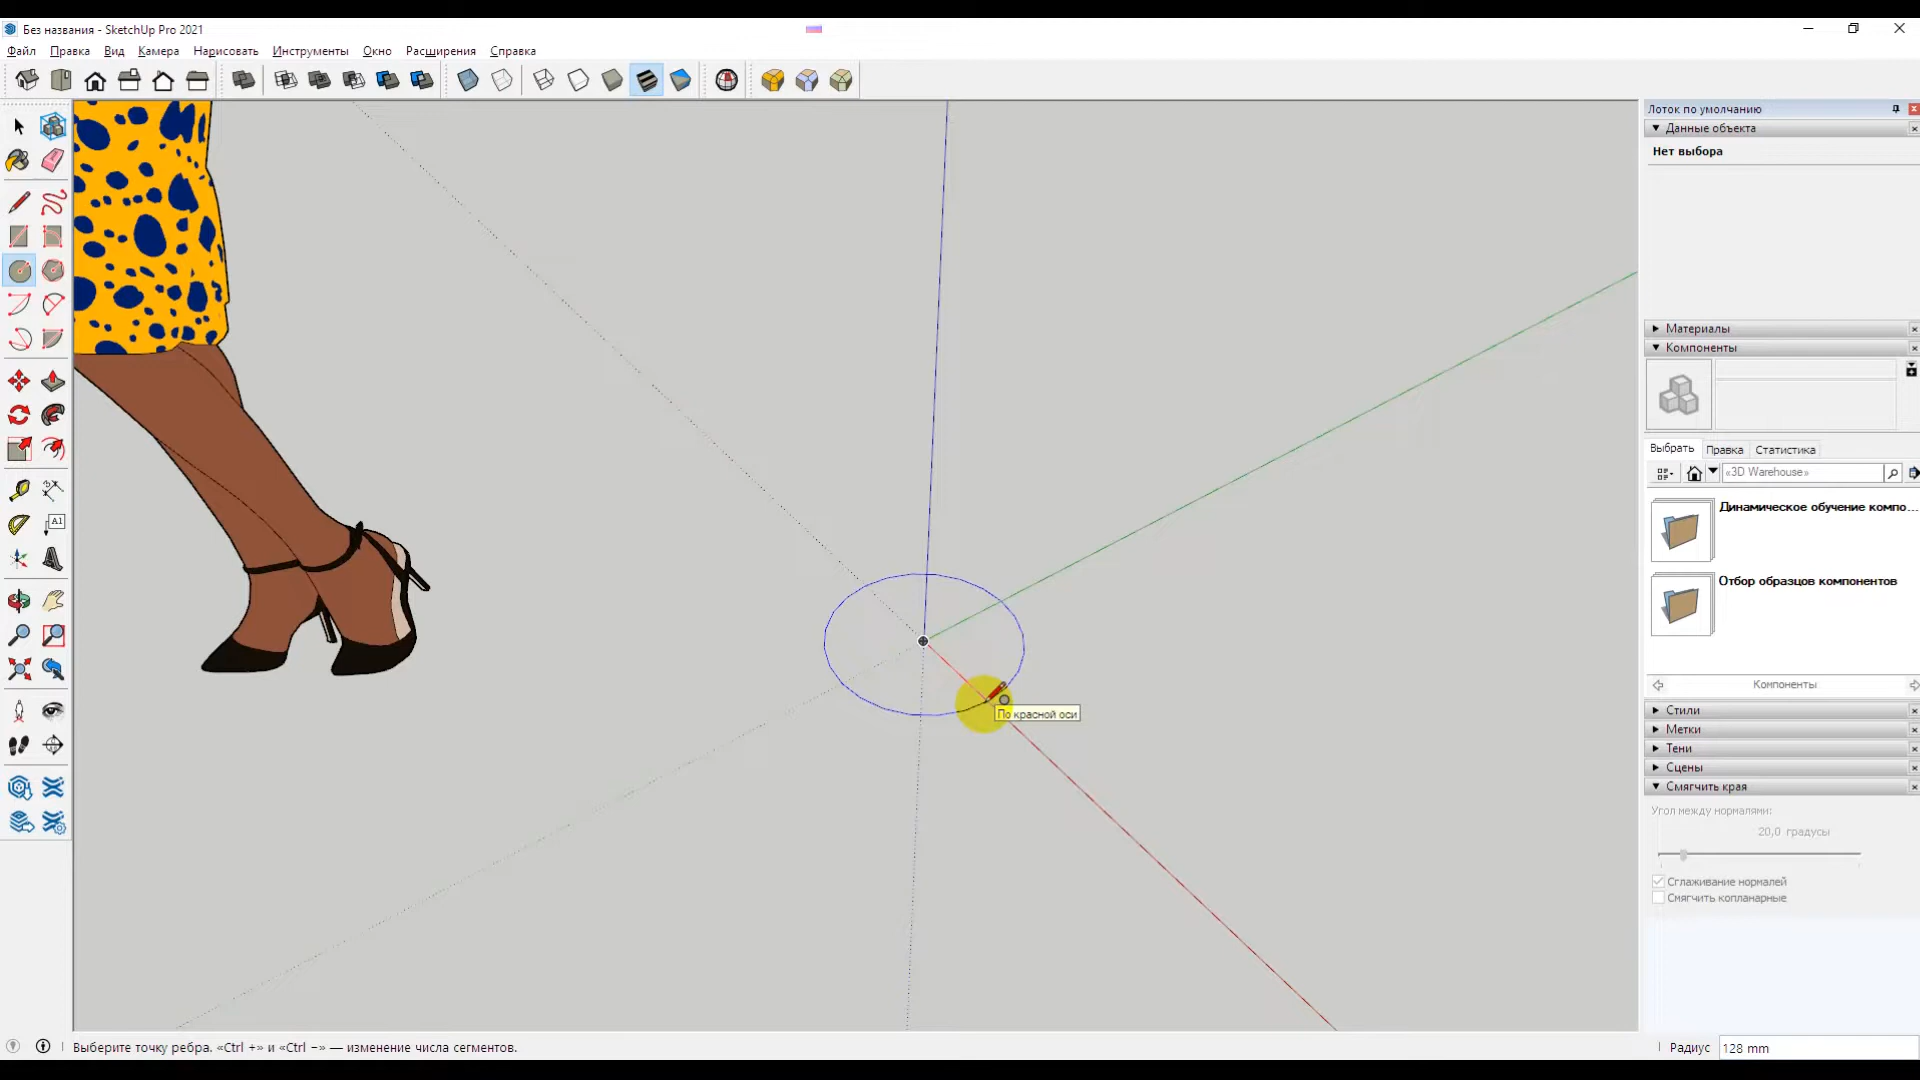 Без названия - SketchUp Pro 2021
Файл Правка Вид Камера Нарисовать Инструменты Окно Расширения Справка
Лоток по умолчанию
Данные объекта
Нет выбора
Материалы
Компоненты
Выбрать Правка Статистика
«3D Warehouse»
Динамическое обучение компо...
Отбор образцов компонентов
Компоненты
Стили
Метки
Тени
Сцены
Смягчить края
Угол между нормалями:
20,0 градусы
Сглаживание нормалей
Смягчить копланарные
A1
По красной оси
Выберите точку ребра. «Ctrl +» и «Ctrl −» — изменение числа сегментов.
Радиус 128 mm